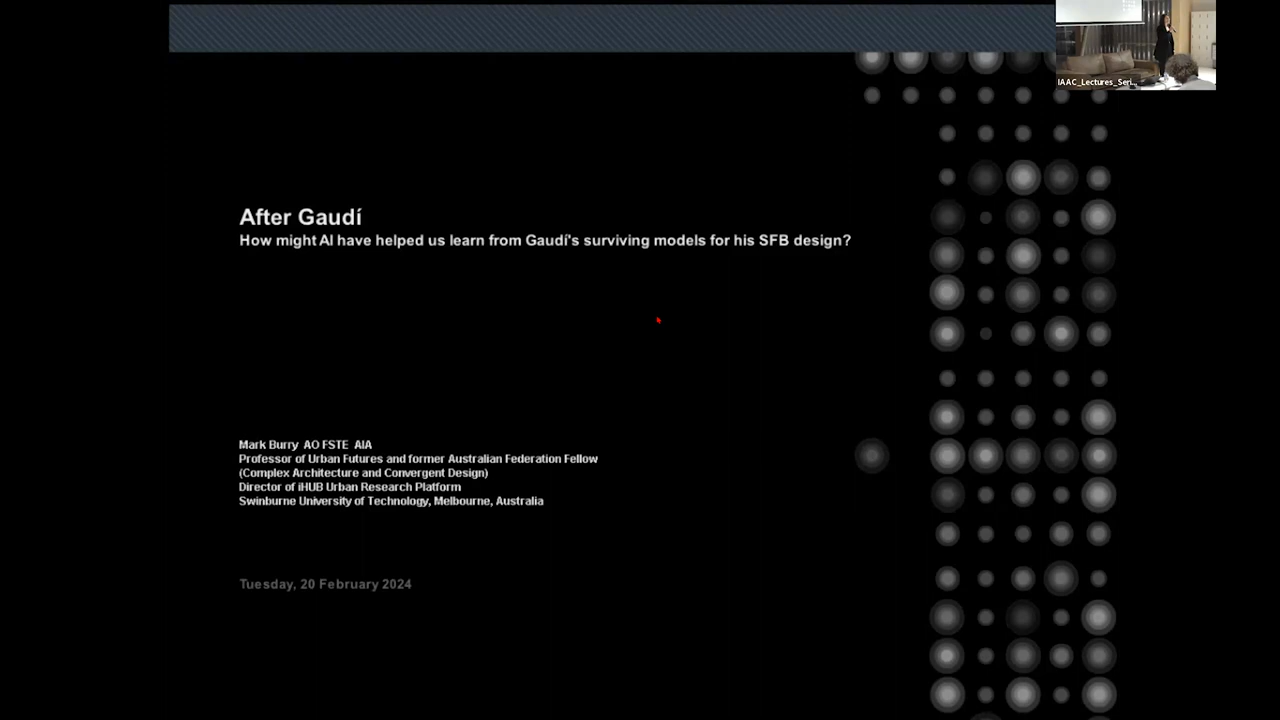 IAAC_Lectures_Seri...
After Gaudí
How might AI have helped us learn from Gaudí's surviving models for his SFB design?
Mark Burry AO FSTE AIA
Professor of Urban Futures and former Australian Federation Fellow
(Complex Architecture and Convergent Design)
Director of iHUB Urban Research Platform
Swinburne University of Technology, Melbourne, Australia
Tuesday, 20 February 2024